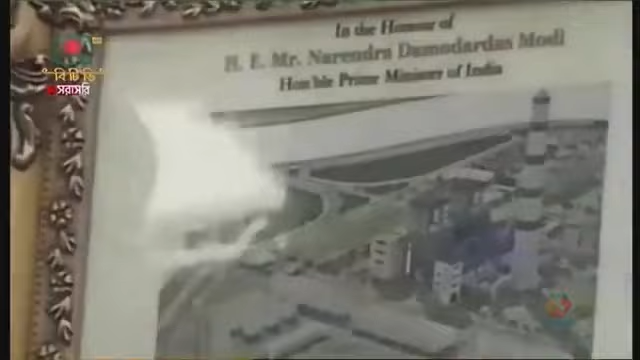 বিটিভি
সরাসরি
In the Honour of
H. E. Mr. Narendra Damodardas Modi
Hon'ble Prime Minister of India